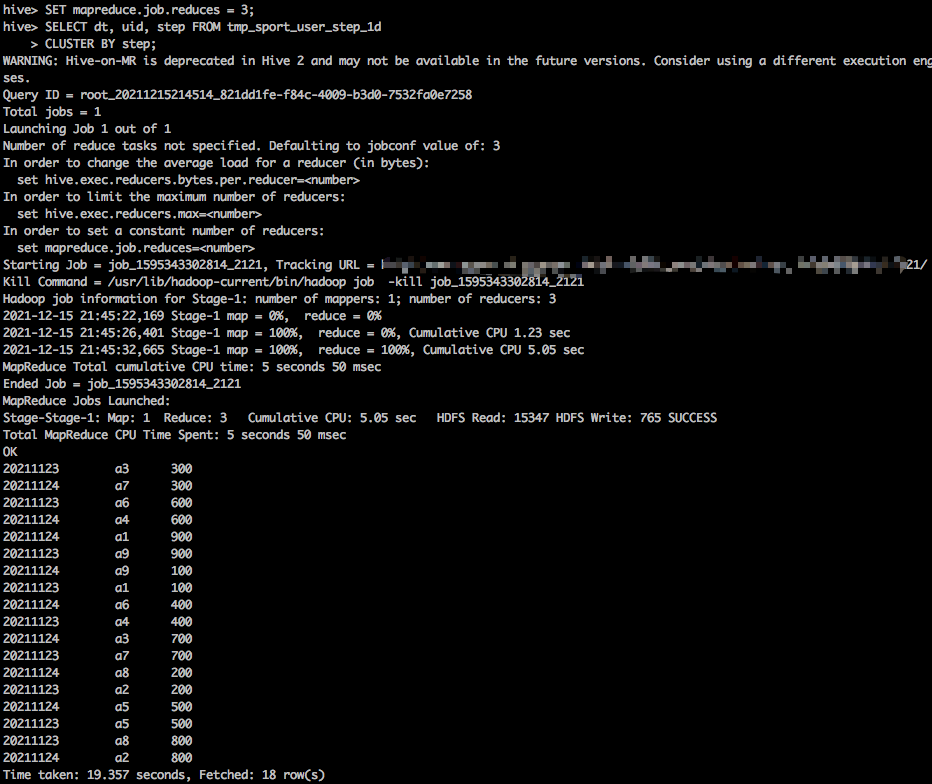 hive> SET mapreduce.job.reduces = 3;
hive> SELECT dt, uid, step FROM tmp_sport_user_step_1d
    > CLUSTER BY step;
WARNING: Hive-on-MR is deprecated in Hive 2 and may not be available in the future versions. Consider using a different execution eng
ses.
Query ID = root_20211215214514_821dd1fe-f84c-4009-b3d0-7532fa0e7258
Total jobs = 1
Launching Job 1 out of 1
Number of reduce tasks not specified. Defaulting to jobconf value of: 3
In order to change the average load for a reducer (in bytes):
  set hive.exec.reducers.bytes.per.reducer=<number>
In order to limit the maximum number of reducers:
  set hive.exec.reducers.max=<number>
In order to set a constant number of reducers:
  set mapreduce.job.reduces=<number>
Starting Job = job_1595343302814_2121, Tracking URL = 21/
Kill Command = /usr/lib/hadoop-current/bin/hadoop job  -kill job_1595343302814_2121
Hadoop job information for Stage-1: number of mappers: 1; number of reducers: 3
2021-12-15 21:45:22,169 Stage-1 map = 0%,  reduce = 0%
2021-12-15 21:45:26,401 Stage-1 map = 100%,  reduce = 0%, Cumulative CPU 1.23 sec
2021-12-15 21:45:32,665 Stage-1 map = 100%,  reduce = 100%, Cumulative CPU 5.05 sec
MapReduce Total cumulative CPU time: 5 seconds 50 msec
Ended Job = job_1595343302814_2121
MapReduce Jobs Launched:
Stage-Stage-1: Map: 1  Reduce: 3   Cumulative CPU: 5.05 sec   HDFS Read: 15347 HDFS Write: 765 SUCCESS
Total MapReduce CPU Time Spent: 5 seconds 50 msec
OK
20211123	a3	300
20211124	a7	300
20211123	a6	600
20211124	a4	600
20211124	a1	900
20211123	a9	900
20211124	a9	100
20211123	a1	100
20211124	a6	400
20211123	a4	400
20211124	a3	700
20211123	a7	700
20211124	a8	200
20211123	a2	200
20211124	a5	500
20211123	a5	500
20211123	a8	800
20211124	a2	800
Time taken: 19.357 seconds, Fetched: 18 row(s)